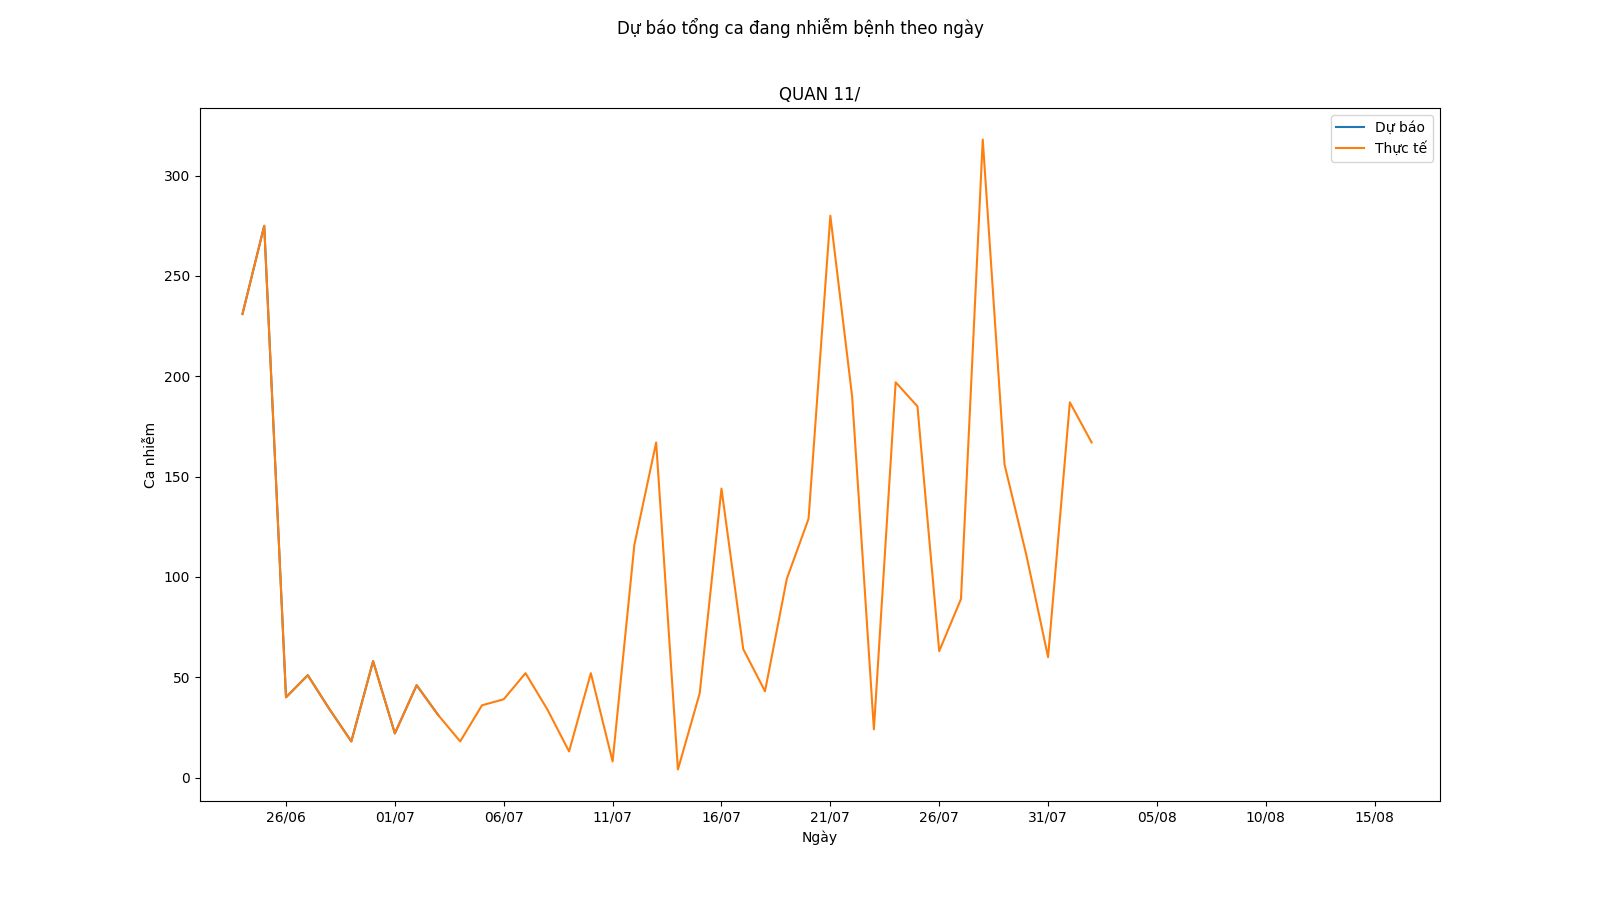 Dự báo tổng ca đang nhiễm bệnh theo ngày
QUAN 11/
Dự báo
Thực tế
300
250
200
150
100
50
0
Ca nhiễm
26/06 01/07 06/07 11/07 16/07 21/07 26/07 31/07 05/08 10/08 15/08
Ngày